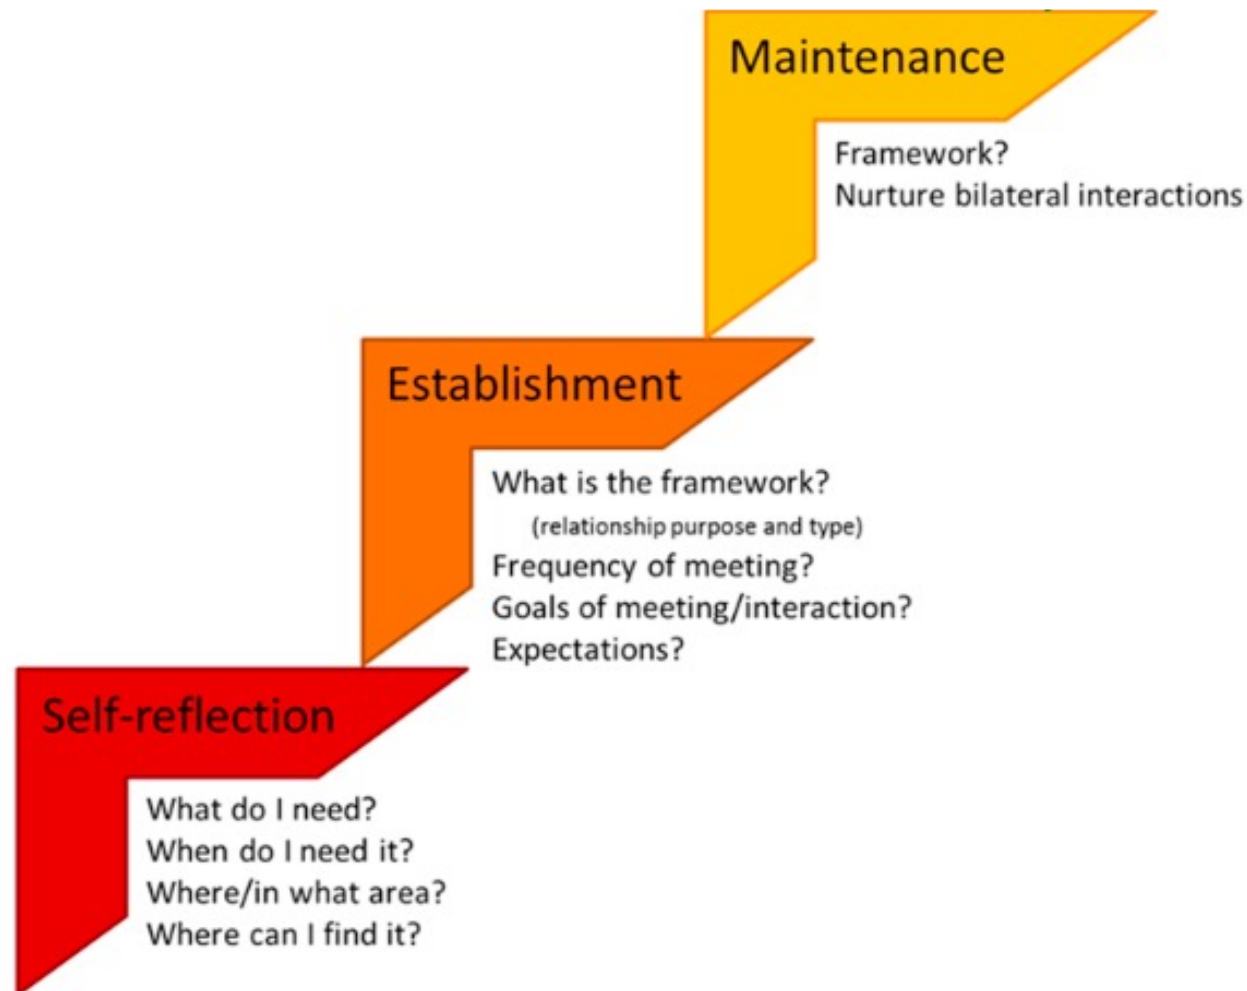 Maintenance
Framework?
Nurture bilateral interactions
Establishment
What is the framework?
(relationship purpose and type)
Frequency of meeting?
Goals of meeting/interaction?
Expectations?
Self-reflection
What do I need?
When do I need it?
Where/in what area?
Where can I find it?